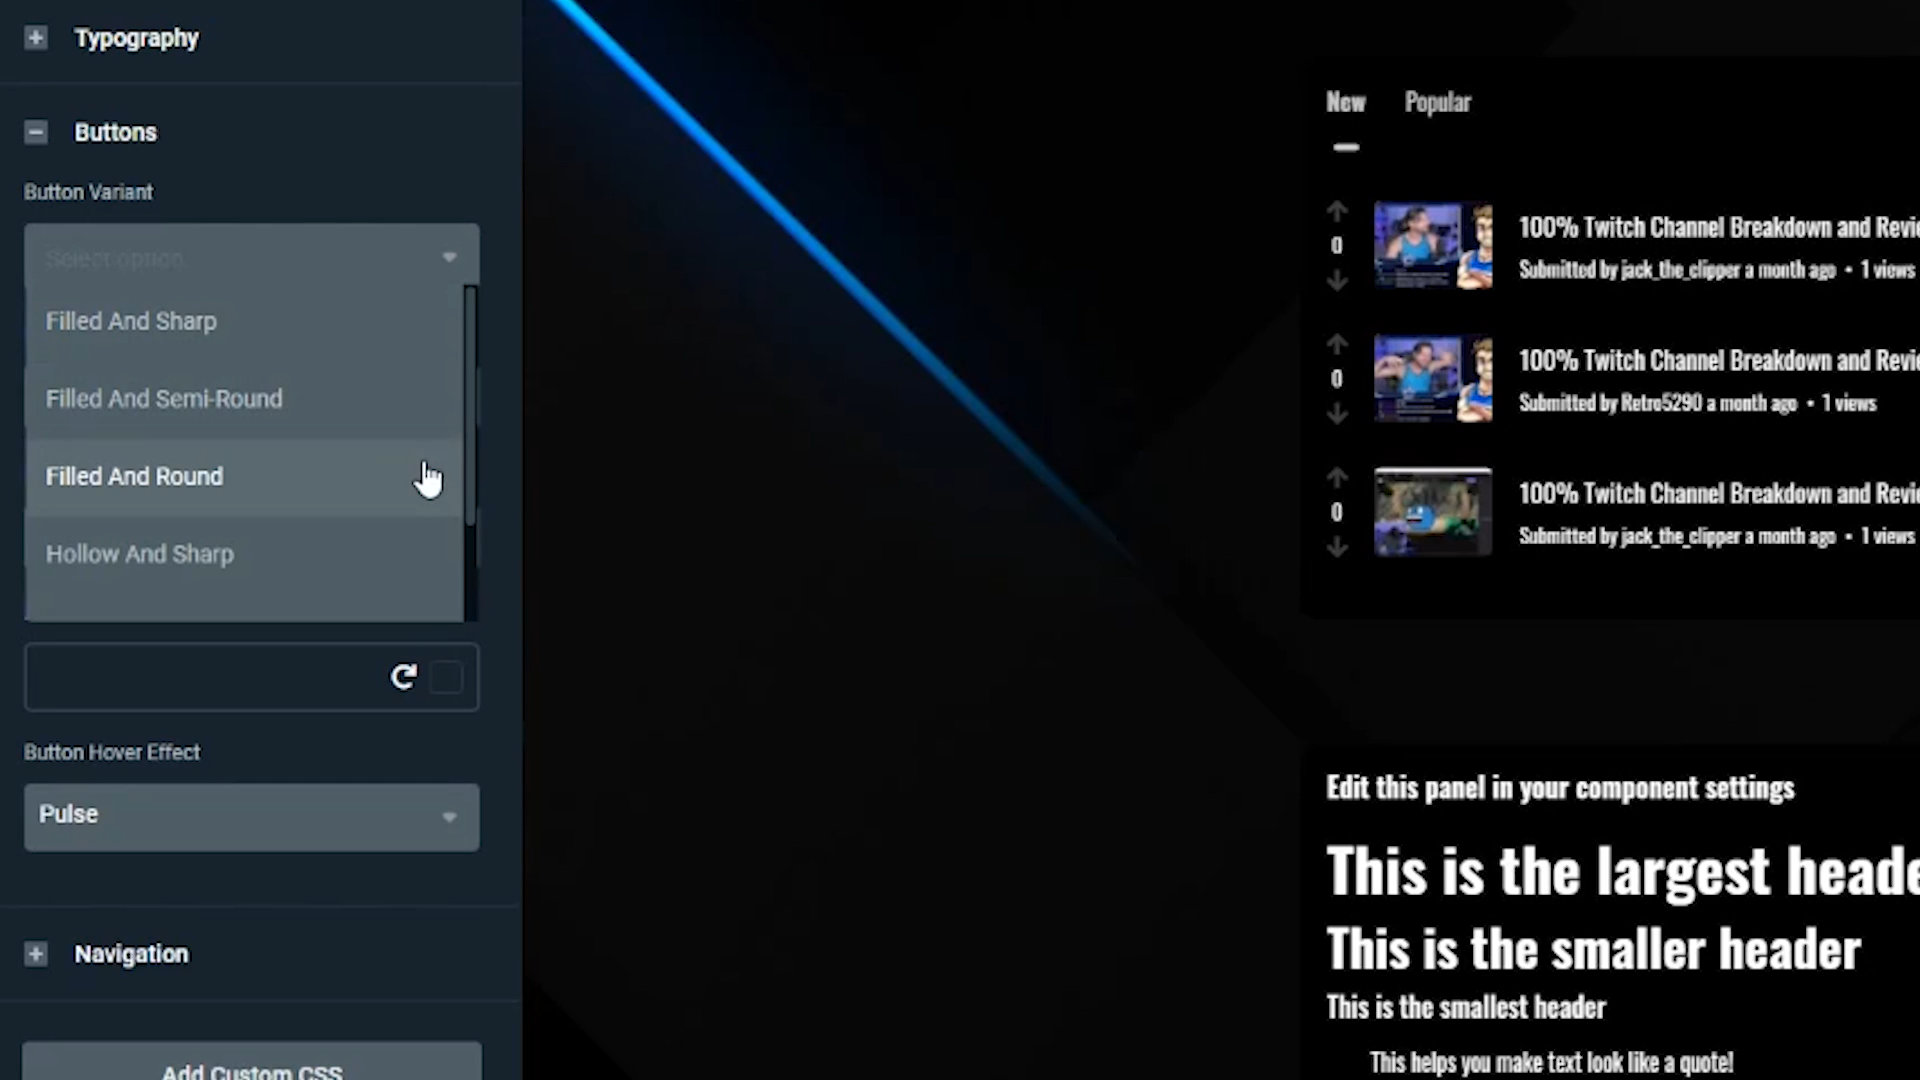 Typography
Buttons
Button Variant
Select option
Filled And Sharp
Filled And Semi-Round
Filled And Round
Hollow And Sharp
Button Hover Effect
Pulse
Navigation
Add Custom CSS
New Popular
0
100% Twitch Channel Breakdown and Revie
Submitted by jack_the_clipper a month ago • 1 views
0
100% Twitch Channel Breakdown and Revie
Submitted by Retro5290 a month ago • 1 views
0
100% Twitch Channel Breakdown and Revie
Submitted by jack_the_clipper a month ago • 1 views
Edit this panel in your component settings
This is the largest heade
This is the smaller header
This is the smallest header
This helps you make text look like a quote!